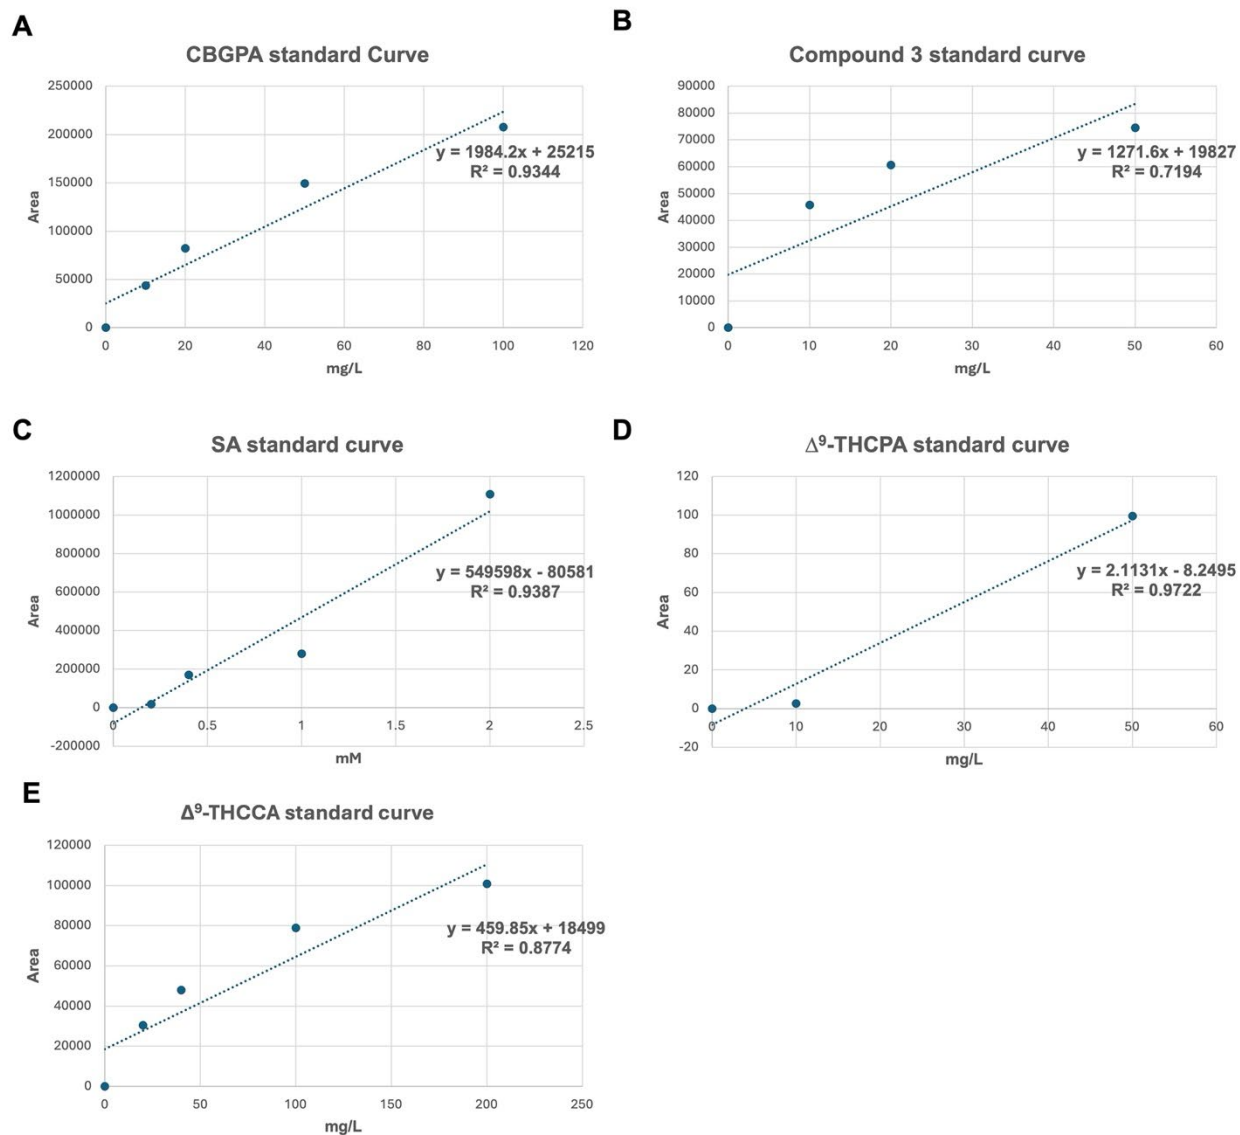 A
CBGPA standard Curve
250000
200000
150000
100000
50000
0
Area
y = 1984.2x + 25215
R² = 0.9344
0 20 40 60 80 100 120
mg/L
B
Compound 3 standard curve
90000
80000
70000
60000
50000
40000
30000
20000
10000
0
Area
y = 1271.6x + 19827
R² = 0.7194
0 10 20 30 40 50 60
mg/L
C
SA standard curve
1200000
1000000
800000
600000
400000
200000
0
-200000
Area
y = 549598x - 80581
R² = 0.9387
0 0.5 1 1.5 2 2.5
mM
D
Δ⁹-THCPA standard curve
120
100
80
60
40
20
0
-20
Area
y = 2.1131x - 8.2495
R² = 0.9722
0 10 20 30 40 50 60
mg/L
E
Δ⁹-THCCA standard curve
120000
100000
80000
60000
40000
20000
0
Area
y = 459.85x + 18499
R² = 0.8774
0 50 100 150 200 250
mg/L